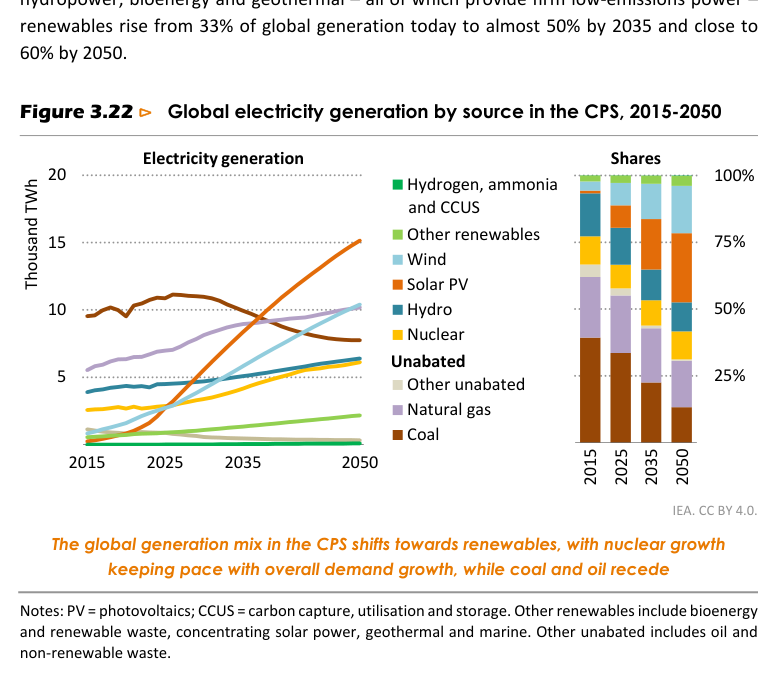 hydropower, bioenergy and geothermal – all of which provide firm low-emissions power –
renewables rise from 33% of global generation today to almost 50% by 2035 and close to
60% by 2050.
Figure 3.22 ▻ Global electricity generation by source in the CPS, 2015-2050
Electricity generation
Thousand TWh
20
15
10
5
2015
2025
2035
2050
Hydrogen, ammonia
and CCUS
Other renewables
Wind
Solar PV
Hydro
Nuclear
Unabated
Other unabated
Natural gas
Coal
Shares
100%
75%
50%
25%
2015
2025
2035
2050
IEA. CC BY 4.0.
The global generation mix in the CPS shifts towards renewables, with nuclear growth
keeping pace with overall demand growth, while coal and oil recede
Notes: PV = photovoltaics; CCUS = carbon capture, utilisation and storage. Other renewables include bioenergy
and renewable waste, concentrating solar power, geothermal and marine. Other unabated includes oil and
non-renewable waste.